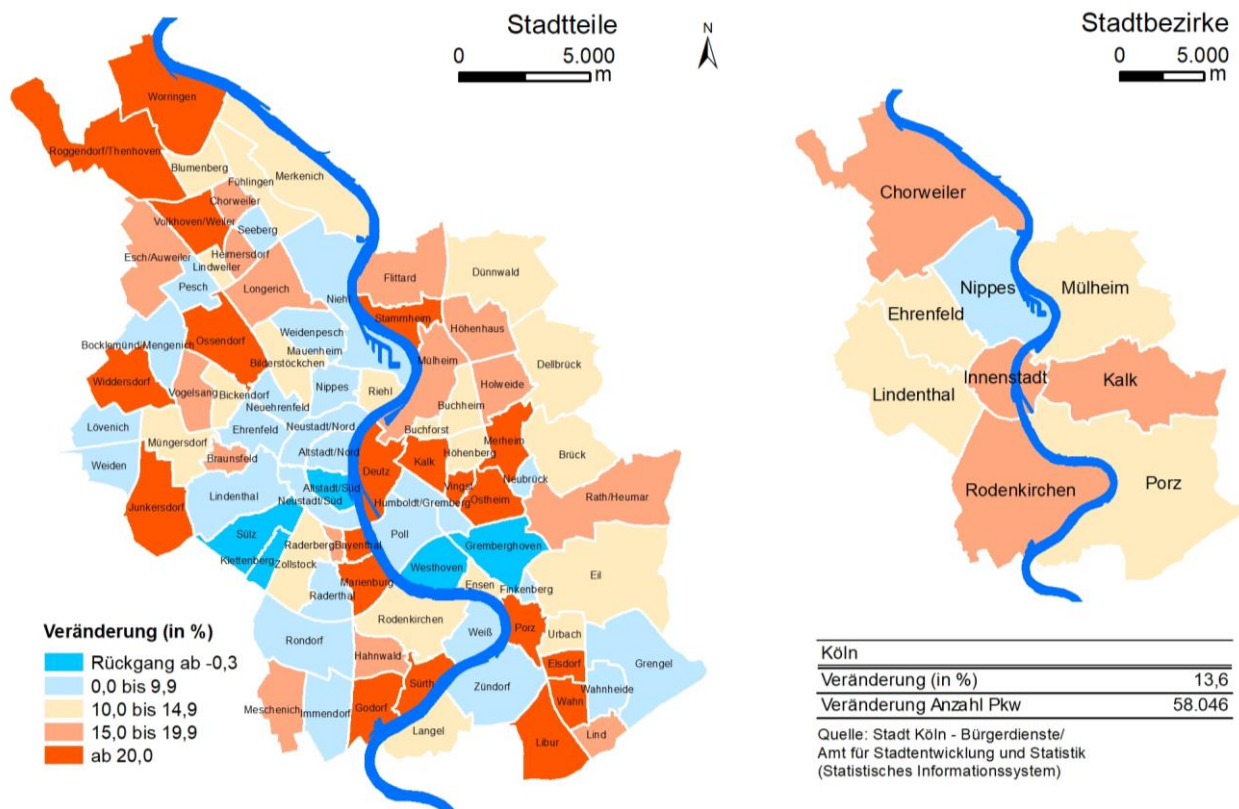 Stadtteile
0 5.000
m
N
Stadtbezirke
0 5.000
m
Worringen
Roggendorf/Thenhoven
Blumenberg
Fühlingen
Merkenich
Chorweiler
Volkhoven/Weiler
Seeberg
Heimersdorf
Esch/Auweiler
Lindweiler
Pesch
Longerich
Niehl
Flittard
Dünnwald
Stammheim
Höhenhaus
Bocklemünd/Mengenich
Ossendorf
Weidenpesch
Mauenheim
Bilderstöckchen
Mülheim
Dellbrück
Widdersdorf
Vogelsang
Bickendorf
Nippes
Riehl
Holweide
Buchheim
Neuehrenfeld
Lövenich
Ehrenfeld
Neustadt/Nord
Buchforst
Müngersdorf
Altstadt/Nord
Höhenberg
Merheim
Brück
Weiden
Braunsfeld
Deutz
Kalk
Vingst
Neubrück
Junkersdorf
Lindenthal
Altstadt/Süd
Neustadt/Süd
Humboldt/Gremberg
Ostheim
Rath/Heumar
Sülz
Klettenberg
Raderberg
Bayenthal
Zollstock
Poll
Gremberghoven
Westhoven
Marienburg
Raderthal
Ensen
Finkenberg
Eil
Rodenkirchen
Rondorf
Weiß
Porz
Urbach
Hahnwald
Elsdorf
Grengel
Sürth
Zündorf
Wahn
Wahnheide
Meschenich
Immendorf
Godorf
Langel
Libur
Lind
Veränderung (in %)
Rückgang ab -0,3
0,0 bis 9,9
10,0 bis 14,9
15,0 bis 19,9
ab 20,0
Chorweiler
Nippes
Mülheim
Ehrenfeld
Innenstadt
Kalk
Lindenthal
Rodenkirchen
Porz
Köln
Veränderung (in %) 13,6
Veränderung Anzahl Pkw 58.046
Quelle: Stadt Köln - Bürgerdienste/
Amt für Stadtentwicklung und Statistik
(Statistisches Informationssystem)